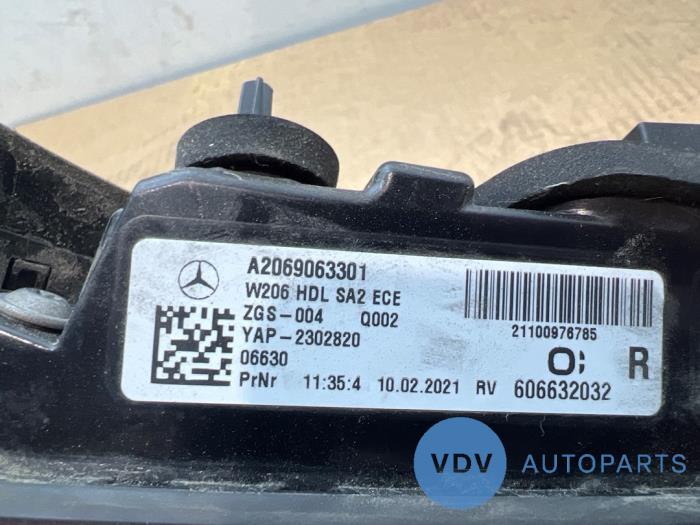 A2069063301
W206 HDL SA2 ECE
ZGS-004 Q002
YAP-2302820
06630
PrNr 11:35:4 10.02.2021 RV 606632032
21100976785
O: R
VDV AUTOPARTS